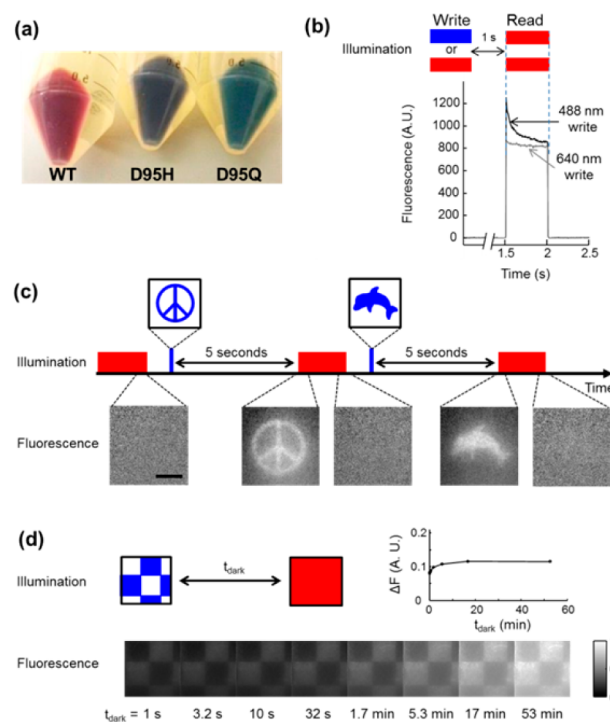 (a)
WT
D95H
D95Q
(b)
Write
Read
Illumination
or
1 s
Fluorescence (A.U.)
1200
1000
800
600
400
200
0
488 nm
write
640 nm
write
1.5
2
2.5
Time (s)
(c)
Illumination
5 seconds
5 seconds
Time
Fluorescence
(d)
Illumination
tdark
ΔF (A. U.)
0.2
0.1
0
0
20
40
60
tdark (min)
Fluorescence
tdark = 1 s
3.2 s
10 s
32 s
1.7 min
5.3 min
17 min
53 min